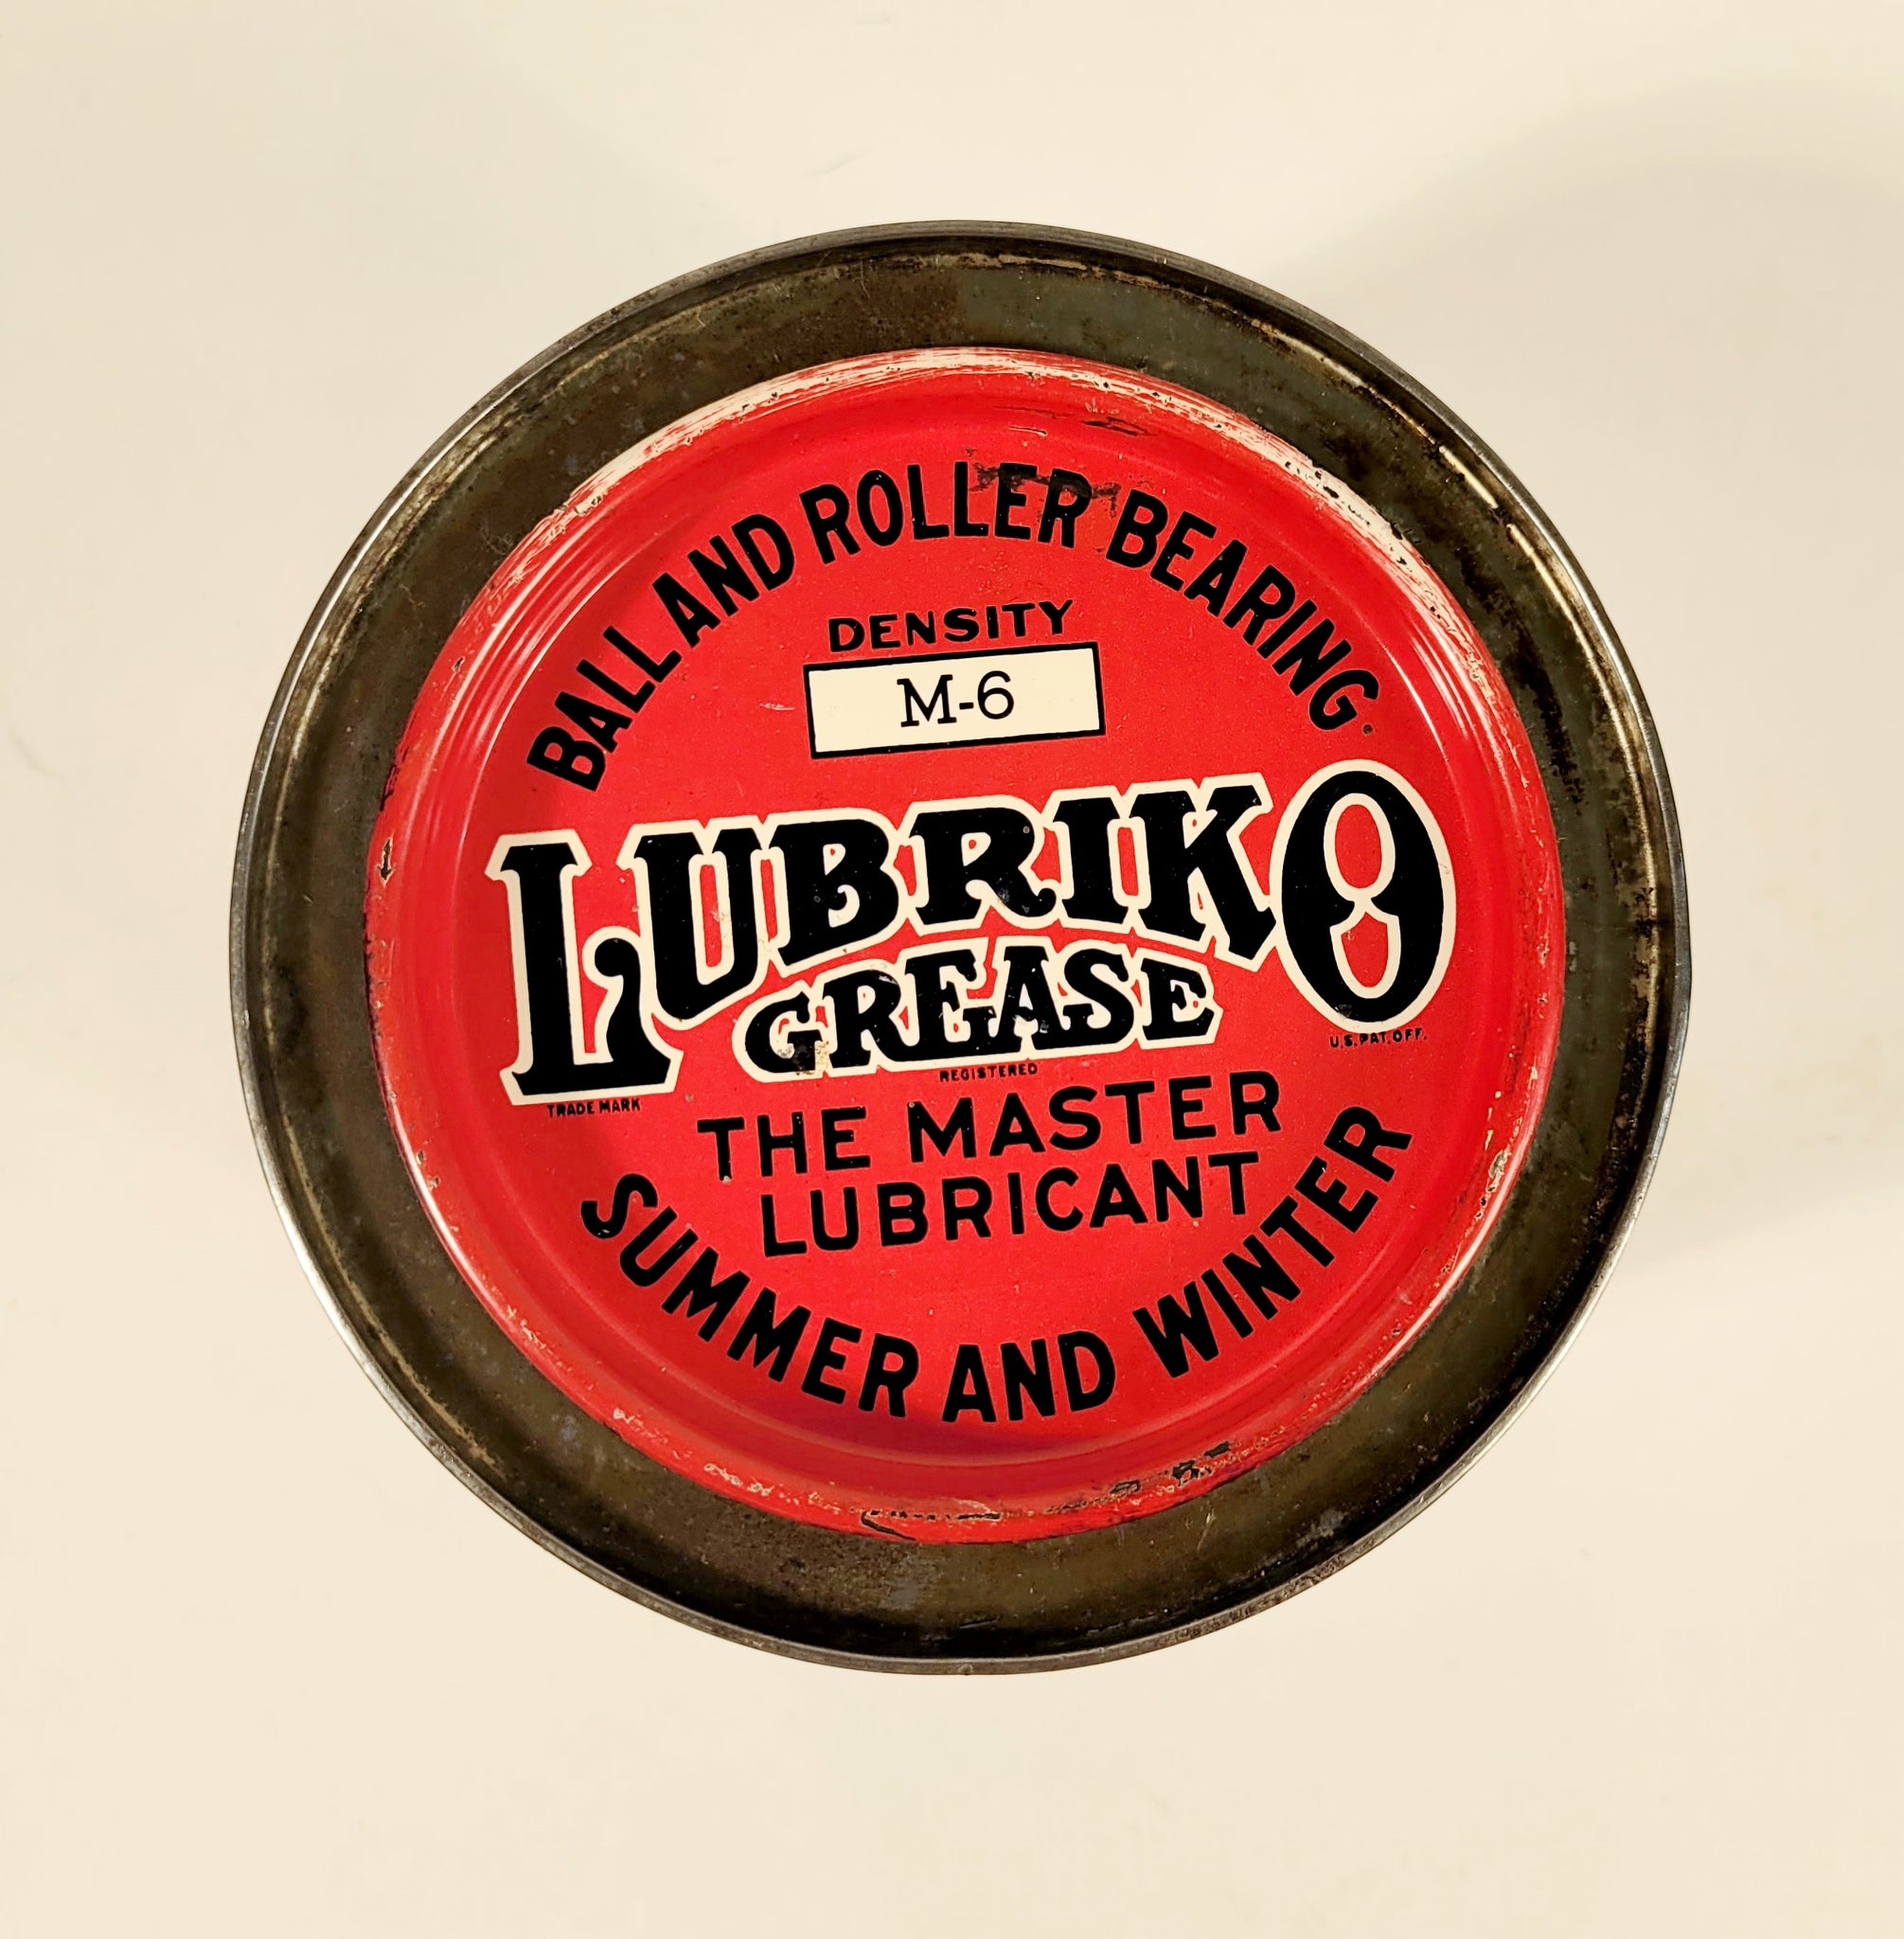 BALL AND ROLLER BEARING
DENSITY
M-6
LUBRIKO
GREASE
U.S.PAT.OFF.
REGISTERED
TRADE MARK
THE MASTER
LUBRICANT
SUMMER AND WINTER